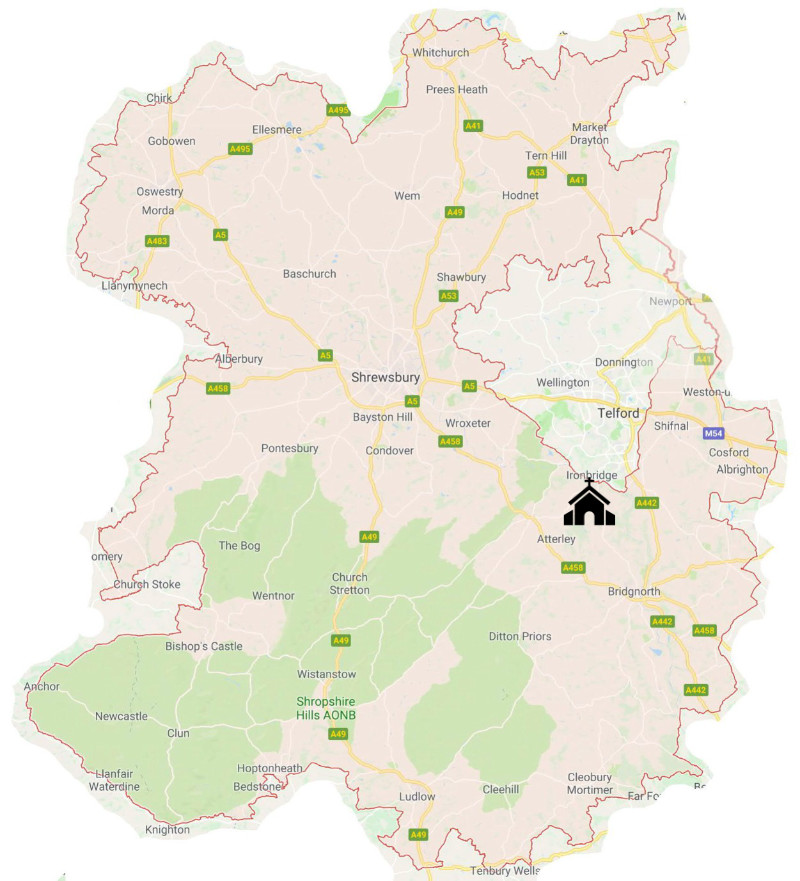 M
Whitchurch
Prees Heath
Chirk
A495
A41
Ellesmere
Market
Drayton
Gobowen
A495
Tern Hill
A53
A41
Oswestry
Wem
Hodnet
Morda
A49
A5
A483
Baschurch
Shawbury
Llanymynech
A53
Newport
A5
Alderbury
A41
Donnington
Shrewsbury
Wellington
A458
A5
Weston-u
A5
Telford
Bayston Hill
Wroxeter
Shifnal
M54
A458
Pontesbury
Condover
Cosford
Albrighton
Ironbridge
A442
A49
Atterley
The Bog
omery
A458
Church
Stretton
Church Stoke
Bridgnorth
Wentnor
A442
A458
Ditton Priors
A49
Bishop's Castle
Wistanstow
Anchor
A442
Shropshire
Hills AONB
Newcastle
Clun
A49
Hoptonheath
Llanfair
Waterdine
Bedstone
Cleobury
Mortimer
Cleehill
Ludlow
Far Fo
Knighton
A49
Tenbury Wells